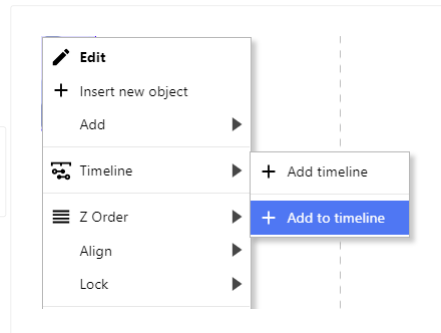 Edit
Insert new object
Add
Timeline
Add timeline
Z Order
Add to timeline
Align
Lock